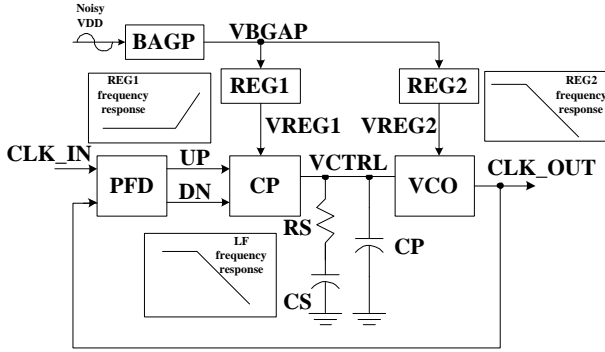 Noisy
VDD
BAGP
VBGAP
REG1
frequency
response
REG1
REG2
REG2
frequency
response
VREG1
VREG2
CLK_IN
UP
VCTRL
CLK_OUT
PFD
DN
CP
VCO
RS
LF
frequency
response
CP
CS